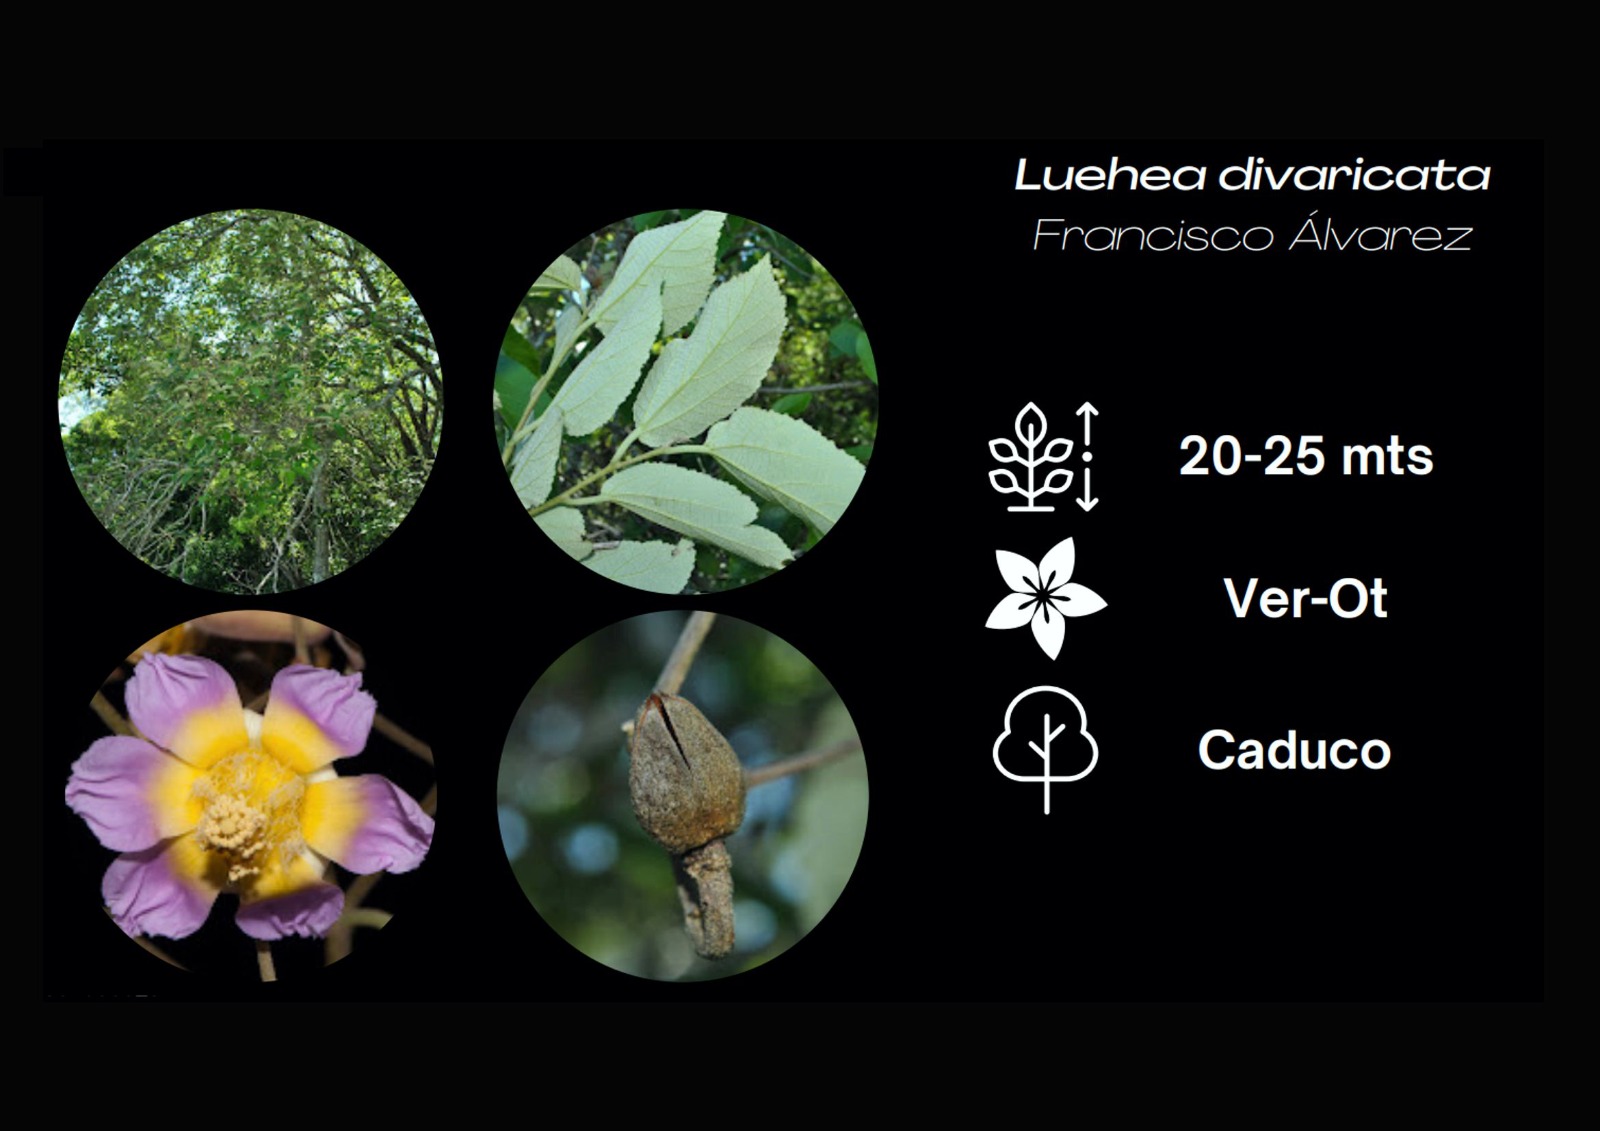 Luehea divaricata
Francisco Álvarez
20-25 mts
Ver-Ot
Caduco